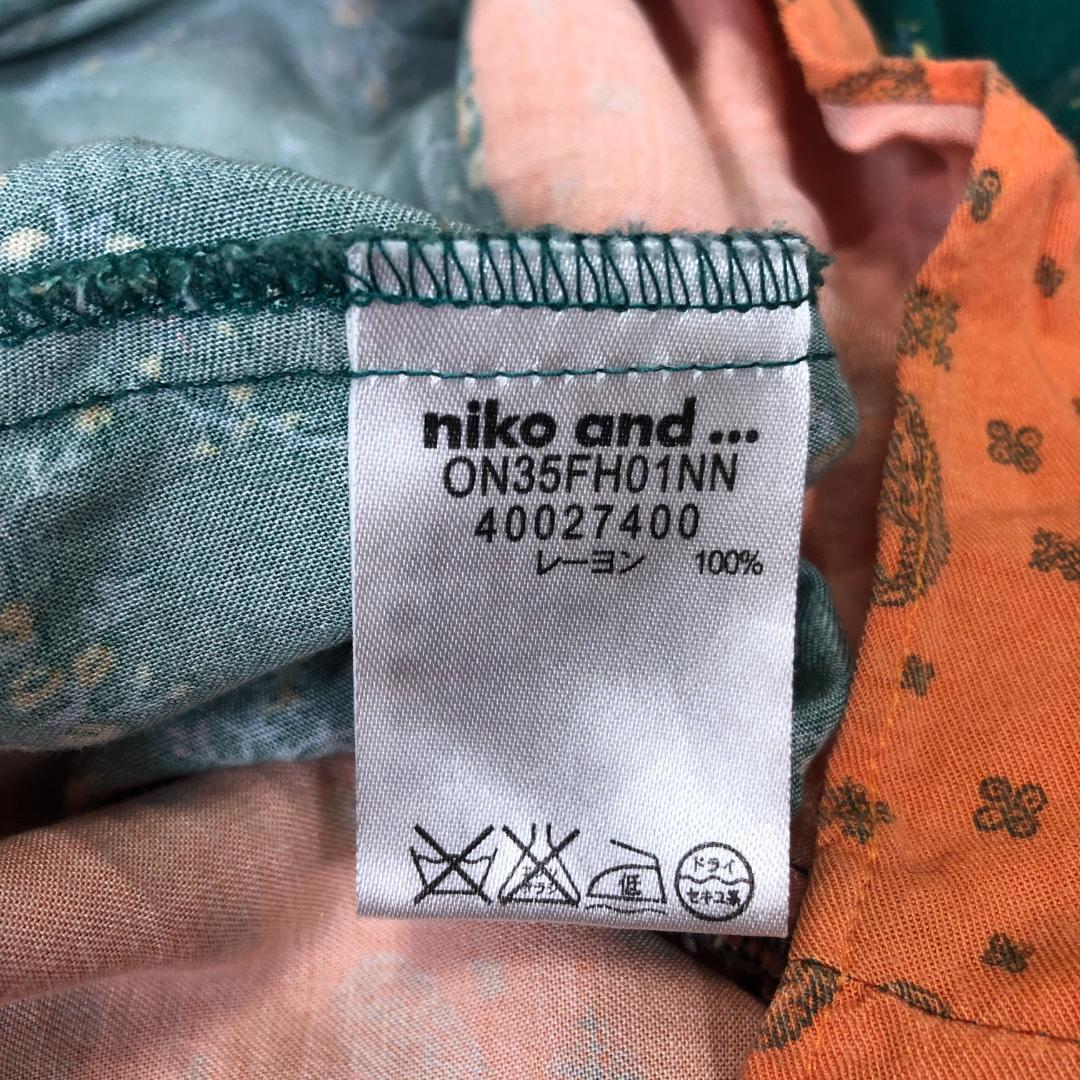 niko and ...
ON35FH01NN
40027400
レーヨン 100%
低
ドライ
セキユ系